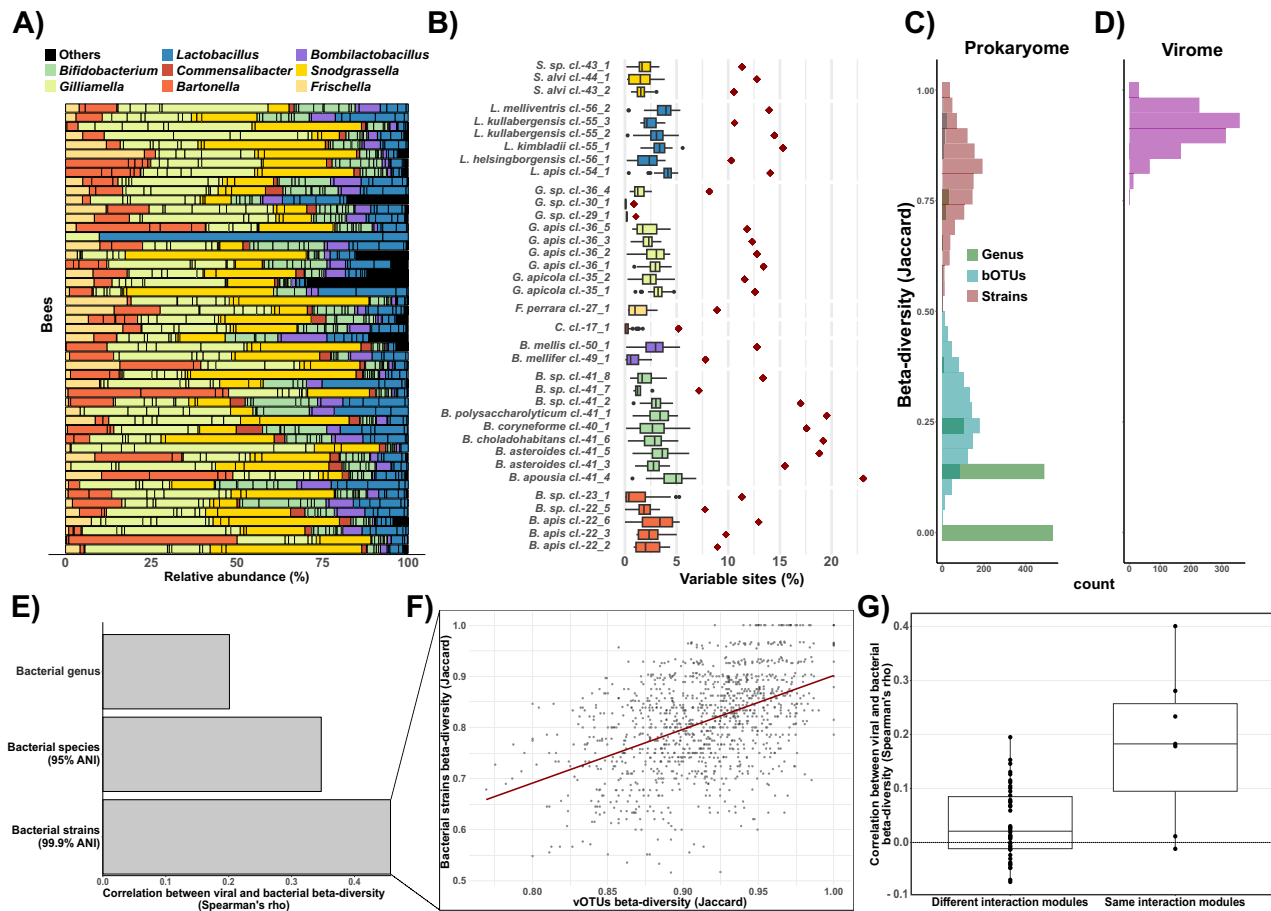 A)
Others
Lactobacillus
Bombilactobacillus
Bifidobacterium
Commensalibacter
Snodgrassella
Gilliamella
Bartonella
Frischella
Bees
0
25
50
75
100
Relative abundance (%)
B)
S. sp. cl.-43_1
S. alvi cl.-44_1
S. alvi cl.-43_2
L. melliventris cl.-56_2
L. kullabergensis cl.-55_3
L. kullabergensis cl.-55_2
L. kimbladii cl.-55_1
L. helsingborgensis cl.-56_1
L. apis cl.-54_1
G. sp. cl.-36_4
G. sp. cl.-30_1
G. sp. cl.-29_1
G. apis cl.-36_5
G. apis cl.-36_3
G. apis cl.-36_2
G. apis cl.-36_1
G. apicola cl.-35_2
G. apicola cl.-35_1
F. perrara cl.-27_1
C. cl.-17_1
B. mellis cl.-50_1
B. mellifer cl.-49_1
B. sp. cl.-41_8
B. sp. cl.-41_7
B. sp. cl.-41_2
B. polysaccharolyticum cl.-41_1
B. coryneforme cl.-40_1
B. choladohabitans cl.-41_6
B. asteroides cl.-41_5
B. asteroides cl.-41_3
B. apousia cl.-41_4
B. sp. cl.-23_1
B. sp. cl.-22_5
B. apis cl.-22_6
B. apis cl.-22_3
B. apis cl.-22_2
0
5
10
15
20
Variable sites (%)
C)
Prokaryome
Beta-diversity (Jaccard)
1.00
0.75
0.50
0.25
0.00
Genus
bOTUs
Strains
0
200
400
D)
Virome
0
100
200
300
count
E)
Bacterial genus
Bacterial species
(95% ANI)
Bacterial strains
(99.9% ANI)
0.0
0.2
0.3
0.4
Correlation between viral and bacterial beta-diversity
(Spearman's rho)
F)
Bacterial strains beta-diversity (Jaccard)
1.0
0.9
0.8
0.7
0.6
0.5
0.80
0.85
0.90
0.95
1.00
vOTUs beta-diversity (Jaccard)
G)
Correlation between viral and bacterial
beta-diversity (Spearman's rho)
0.4
0.3
0.2
0.1
0.0
- 0.1
Different interaction modules
Same interaction modules